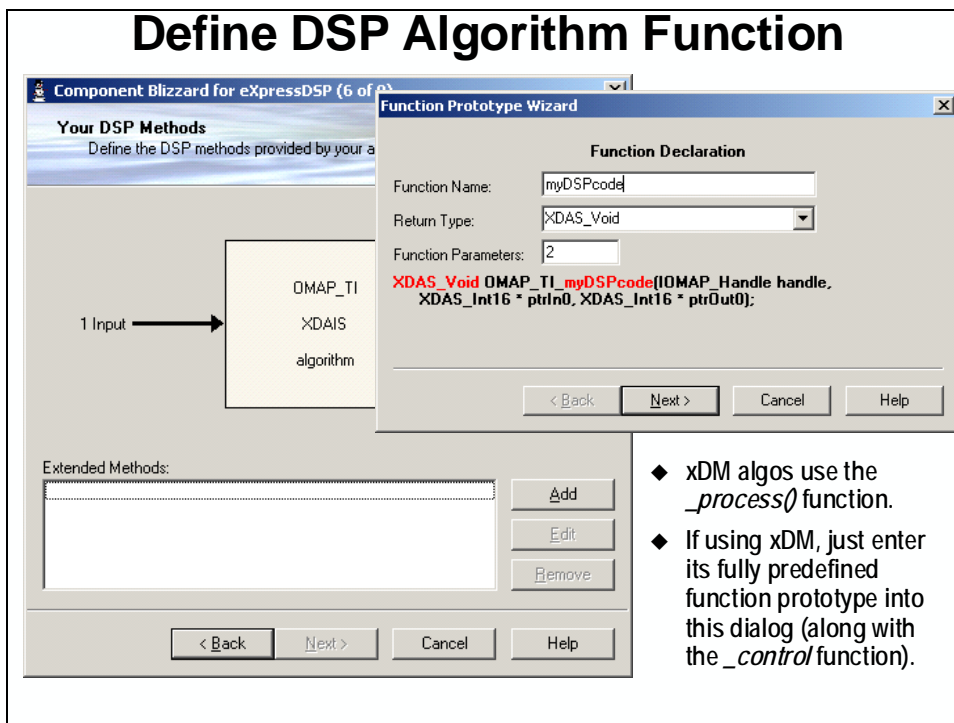 Define DSP Algorithm Function
Component Blizzard for eXpressDSP (6 of 9)
Your DSP Methods
Define the DSP methods provided by your a
1 Input
OMAP_TI
XDAIS
algorithm
Extended Methods:
Add
Edit
Remove
< Back
Next >
Cancel
Help
Function Prototype Wizard
Function Declaration
Function Name:
myDSPcode
Return Type:
XDAS_Void
Function Parameters:
2
XDAS_Void OMAP_TI_myDSPcode(IOMAP_Handle handle,
XDAS_Int16 * ptrIn0, XDAS_Int16 * ptrOut0);
< Back
Next >
Cancel
Help
◆ xDM algos use the
_process() function.
◆ If using xDM, just enter
its fully predefined
function prototype into
this dialog (along with
the _control function).